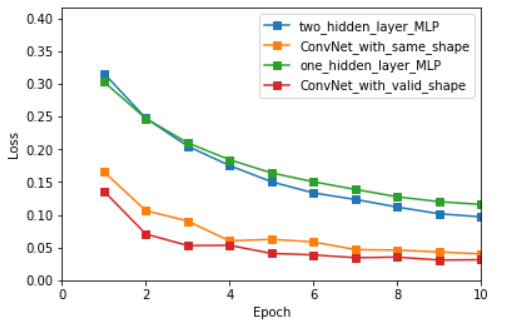 0.40
0.35
0.30
0.25
0.20
0.15
0.10
0.05
0.00
Loss
two_hidden_layer_MLP
ConvNet_with_same_shape
one_hidden_layer_MLP
ConvNet_with_valid_shape
0 2 4 6 8 10
Epoch